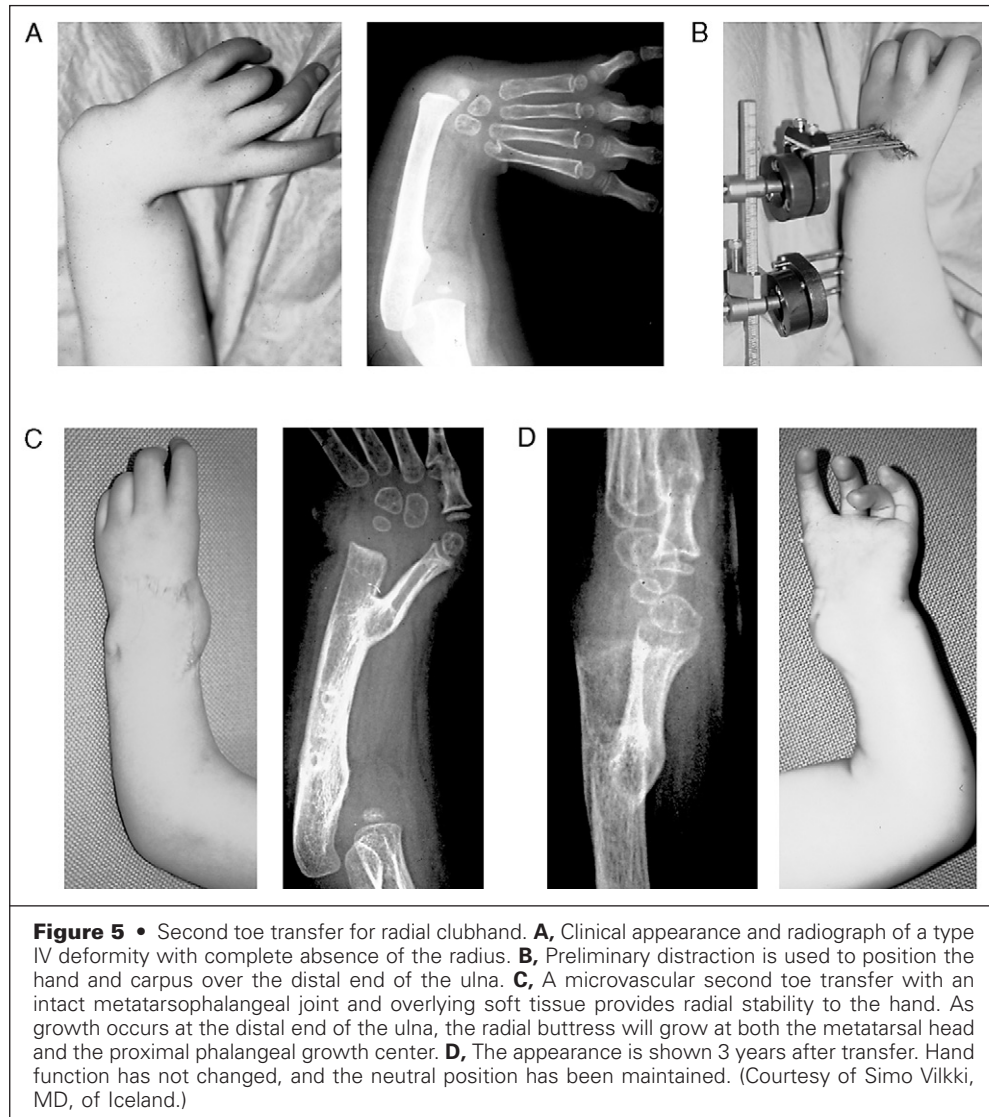 A
B
C
D
Figure 5 • Second toe transfer for radial clubhand. A, Clinical appearance and radiograph of a type
IV deformity with complete absence of the radius. B, Preliminary distraction is used to position the
hand and carpus over the distal end of the ulna. C, A microvascular second toe transfer with an
intact metatarsophalangeal joint and overlying soft tissue provides radial stability to the hand. As
growth occurs at the distal end of the ulna, the radial buttress will grow at both the metatarsal head
and the proximal phalangeal growth center. D, The appearance is shown 3 years after transfer. Hand
function has not changed, and the neutral position has been maintained. (Courtesy of Simo Vilkki,
MD, of Iceland.)